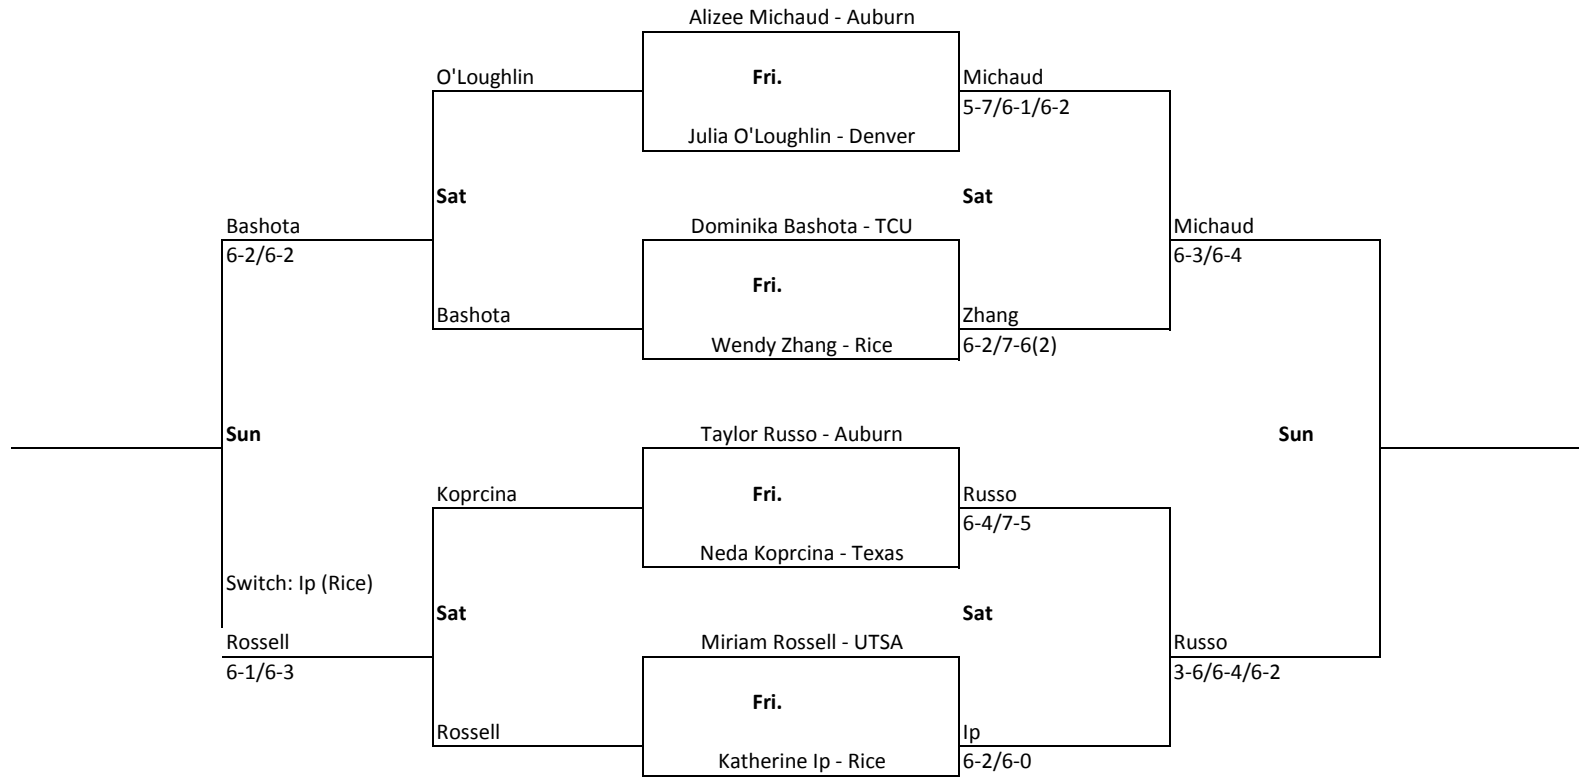 Alizee Michaud - Auburn
O'Loughlin
Fri.
Michaud
5-7/6-1/6-2
Julia O'Loughlin - Denver
Sat
Sat
Bashota
Dominika Bashota - TCU
Michaud
6-2/6-2
6-3/6-4
Fri.
Bashota
Zhang
Wendy Zhang - Rice
6-2/7-6(2)
Sun
Taylor Russo - Auburn
Sun
Koprcina
Fri.
Russo
6-4/7-5
Neda Koprcina - Texas
Switch: Ip (Rice)
Sat
Sat
Rossell
Miriam Rossell - UTSA
Russo
6-1/6-3
3-6/6-4/6-2
Fri.
Rossell
Ip
Katherine Ip - Rice
6-2/6-0